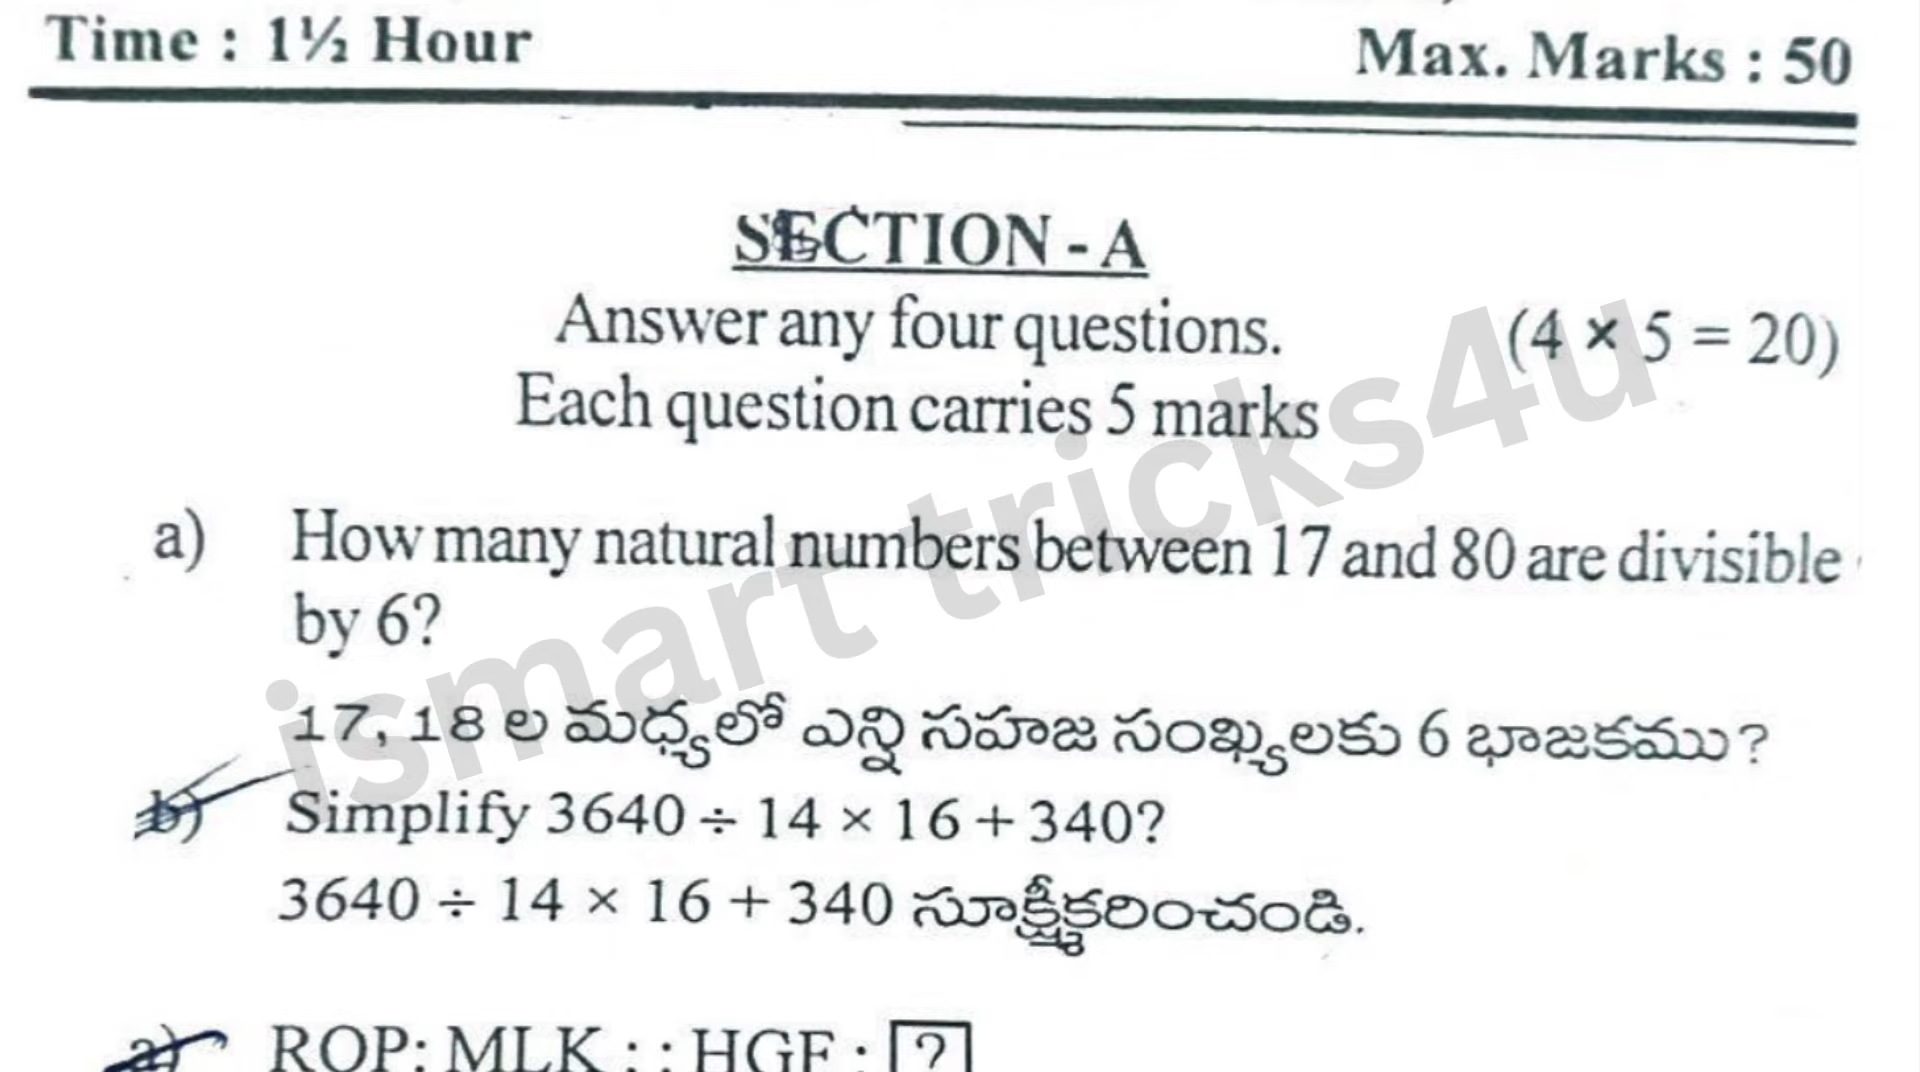 Time : 1½ Hour
Max. Marks : 50
SECTION - A
Answer any four questions.
(4 × 5 = 20)
Each question carries 5 marks
a) How many natural numbers between 17 and 80 are divisible
by 6?
17, 18 ల మధ్యలో ఎన్ని సహజ సంఖ్యలకు 6 భాజకము?
b) Simplify 3640 ÷ 14 × 16 + 340?
3640 ÷ 14 × 16 + 340 సూక్ష్మీకరించండి.
a) ROP: MLK : : HGF : ?
ismart tricks4u